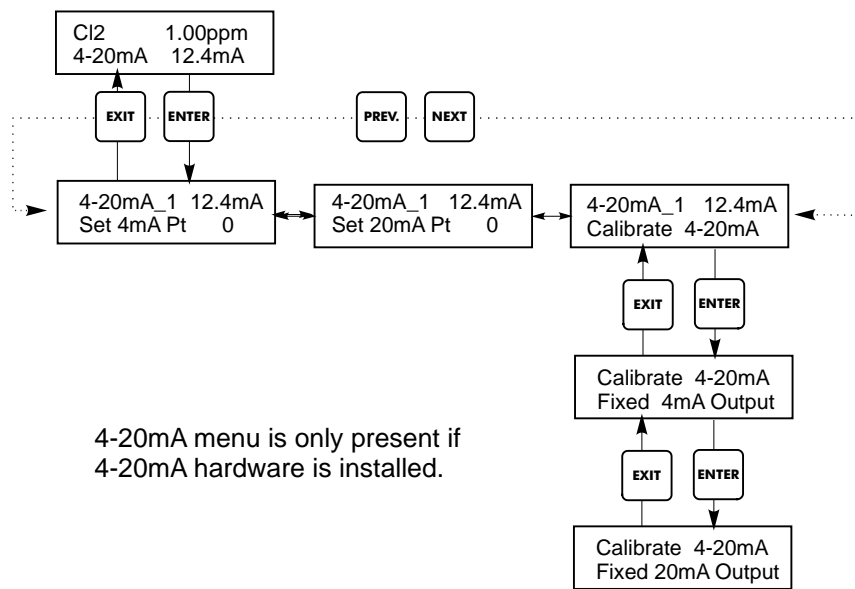 Cl2 1.00ppm
4-20mA 12.4mA
EXIT ENTER PREV. NEXT
4-20mA_1 12.4mA
Set 4mA Pt 0
4-20mA_1 12.4mA
Set 20mA Pt 0
4-20mA_1 12.4mA
Calibrate 4-20mA
EXIT ENTER
Calibrate 4-20mA
Fixed 4mA Output
4-20mA menu is only present if
4-20mA hardware is installed.
EXIT ENTER
Calibrate 4-20mA
Fixed 20mA Output